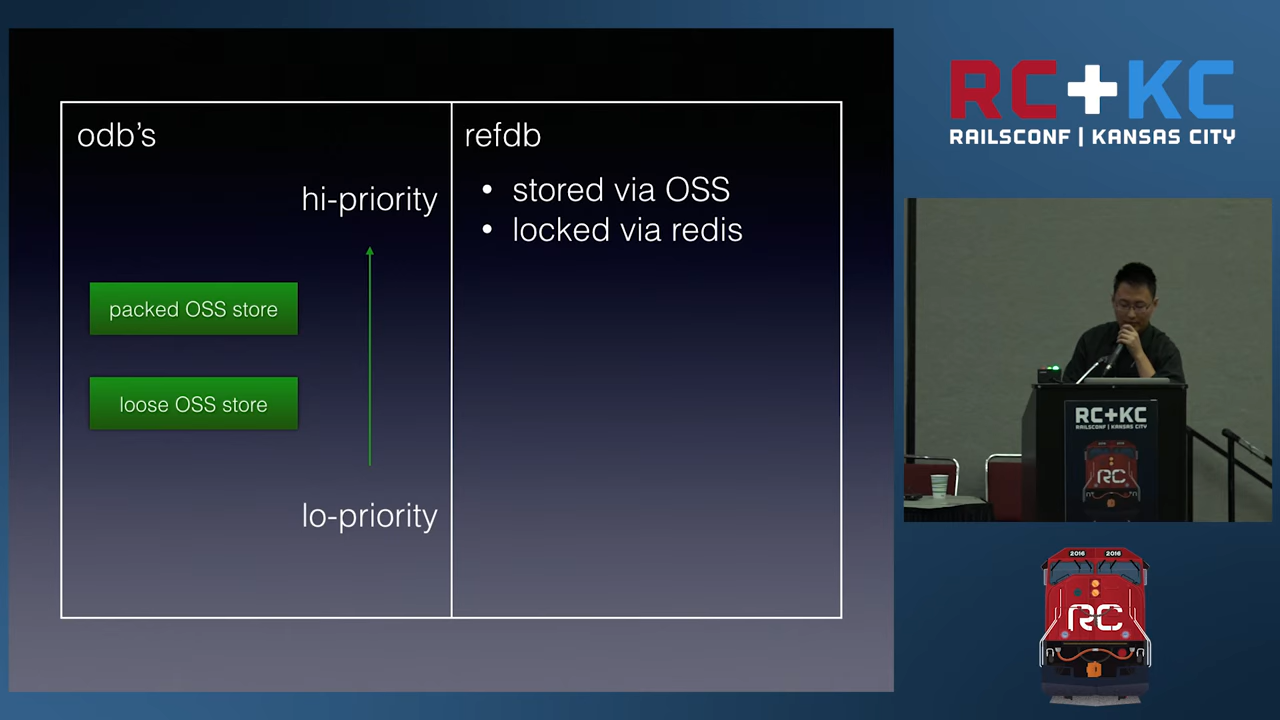 odb's
hi-priority
packed OSS store
loose OSS store
lo-priority
refdb
• stored via OSS
• locked via redis
RC+KC
RAILSCONF | KANSAS CITY
RC+KC
RAILSCONF | KANSAS CITY
RC
2016 2016
RC